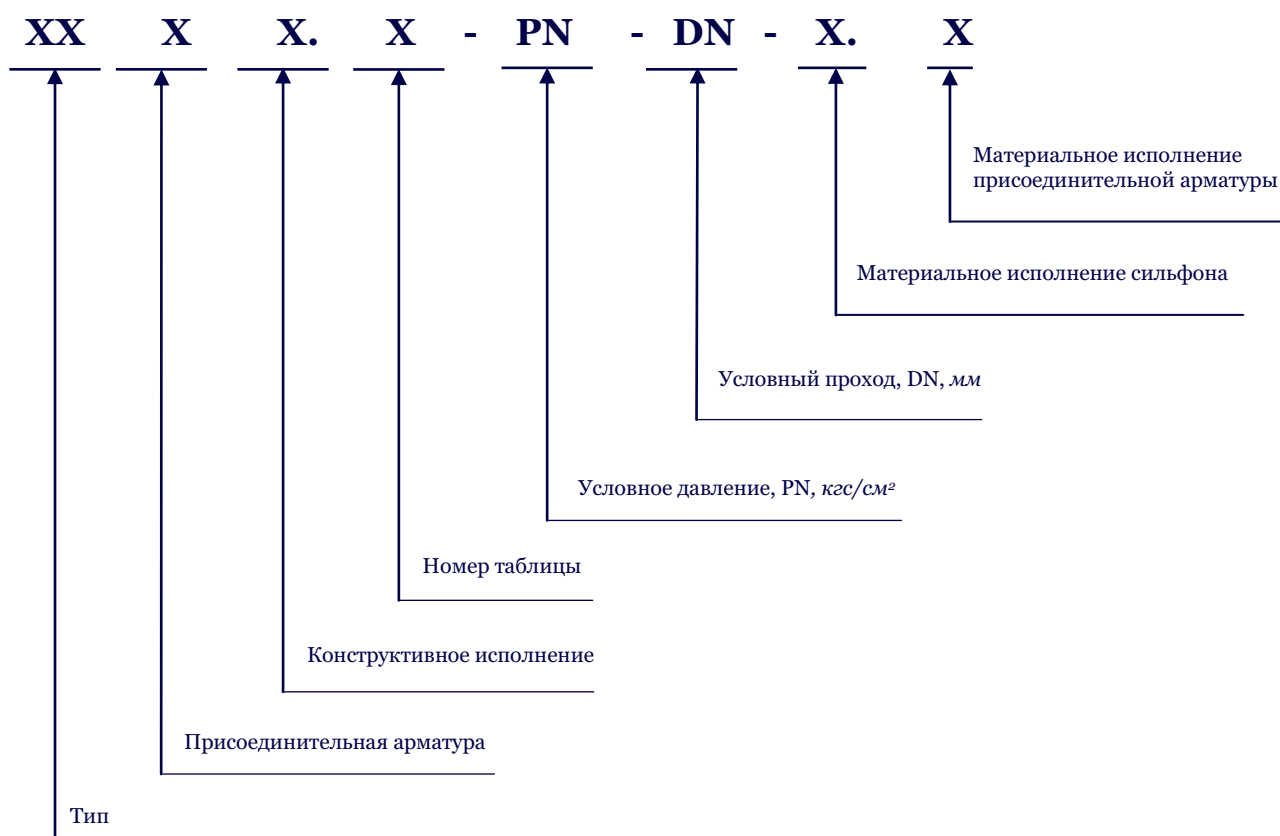 XX X X. X - PN - DN - X. X
Материальное исполнение
присоединительной арматуры
Материальное исполнение сильфона
Условный проход, DN, мм
Условное давление, PN, кгс/см²
Номер таблицы
Конструктивное исполнение
Присоединительная арматура
Тип